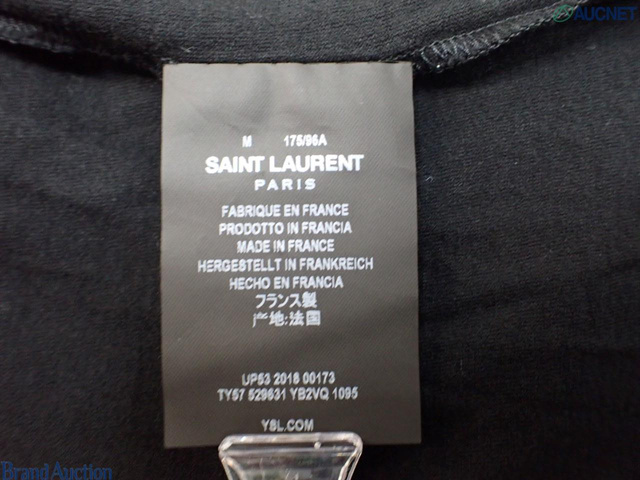 AUCNET
M 175/96A
SAINT LAURENT
PARIS
FABRIQUE EN FRANCE
PRODOTTO IN FRANCIA
MADE IN FRANCE
HERGESTELLT IN FRANKREICH
HECHO EN FRANCIA
フランス製
产地:法国
UP53 2018 00173
TY57 529631 YB2VQ 1095
YSL.COM
Brand Auction